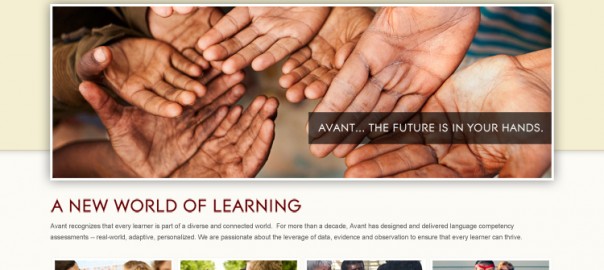 AVANT... THE FUTURE IS IN YOUR HANDS.
A NEW WORLD OF LEARNING
Avant recognizes that every learner is part of a diverse and connected world. For more than a decade, Avant has designed and delivered language competency
assessments – real-world, adaptive, personalized. We are passionate about the leverage of data, evidence and observation to ensure that every learner can thrive.